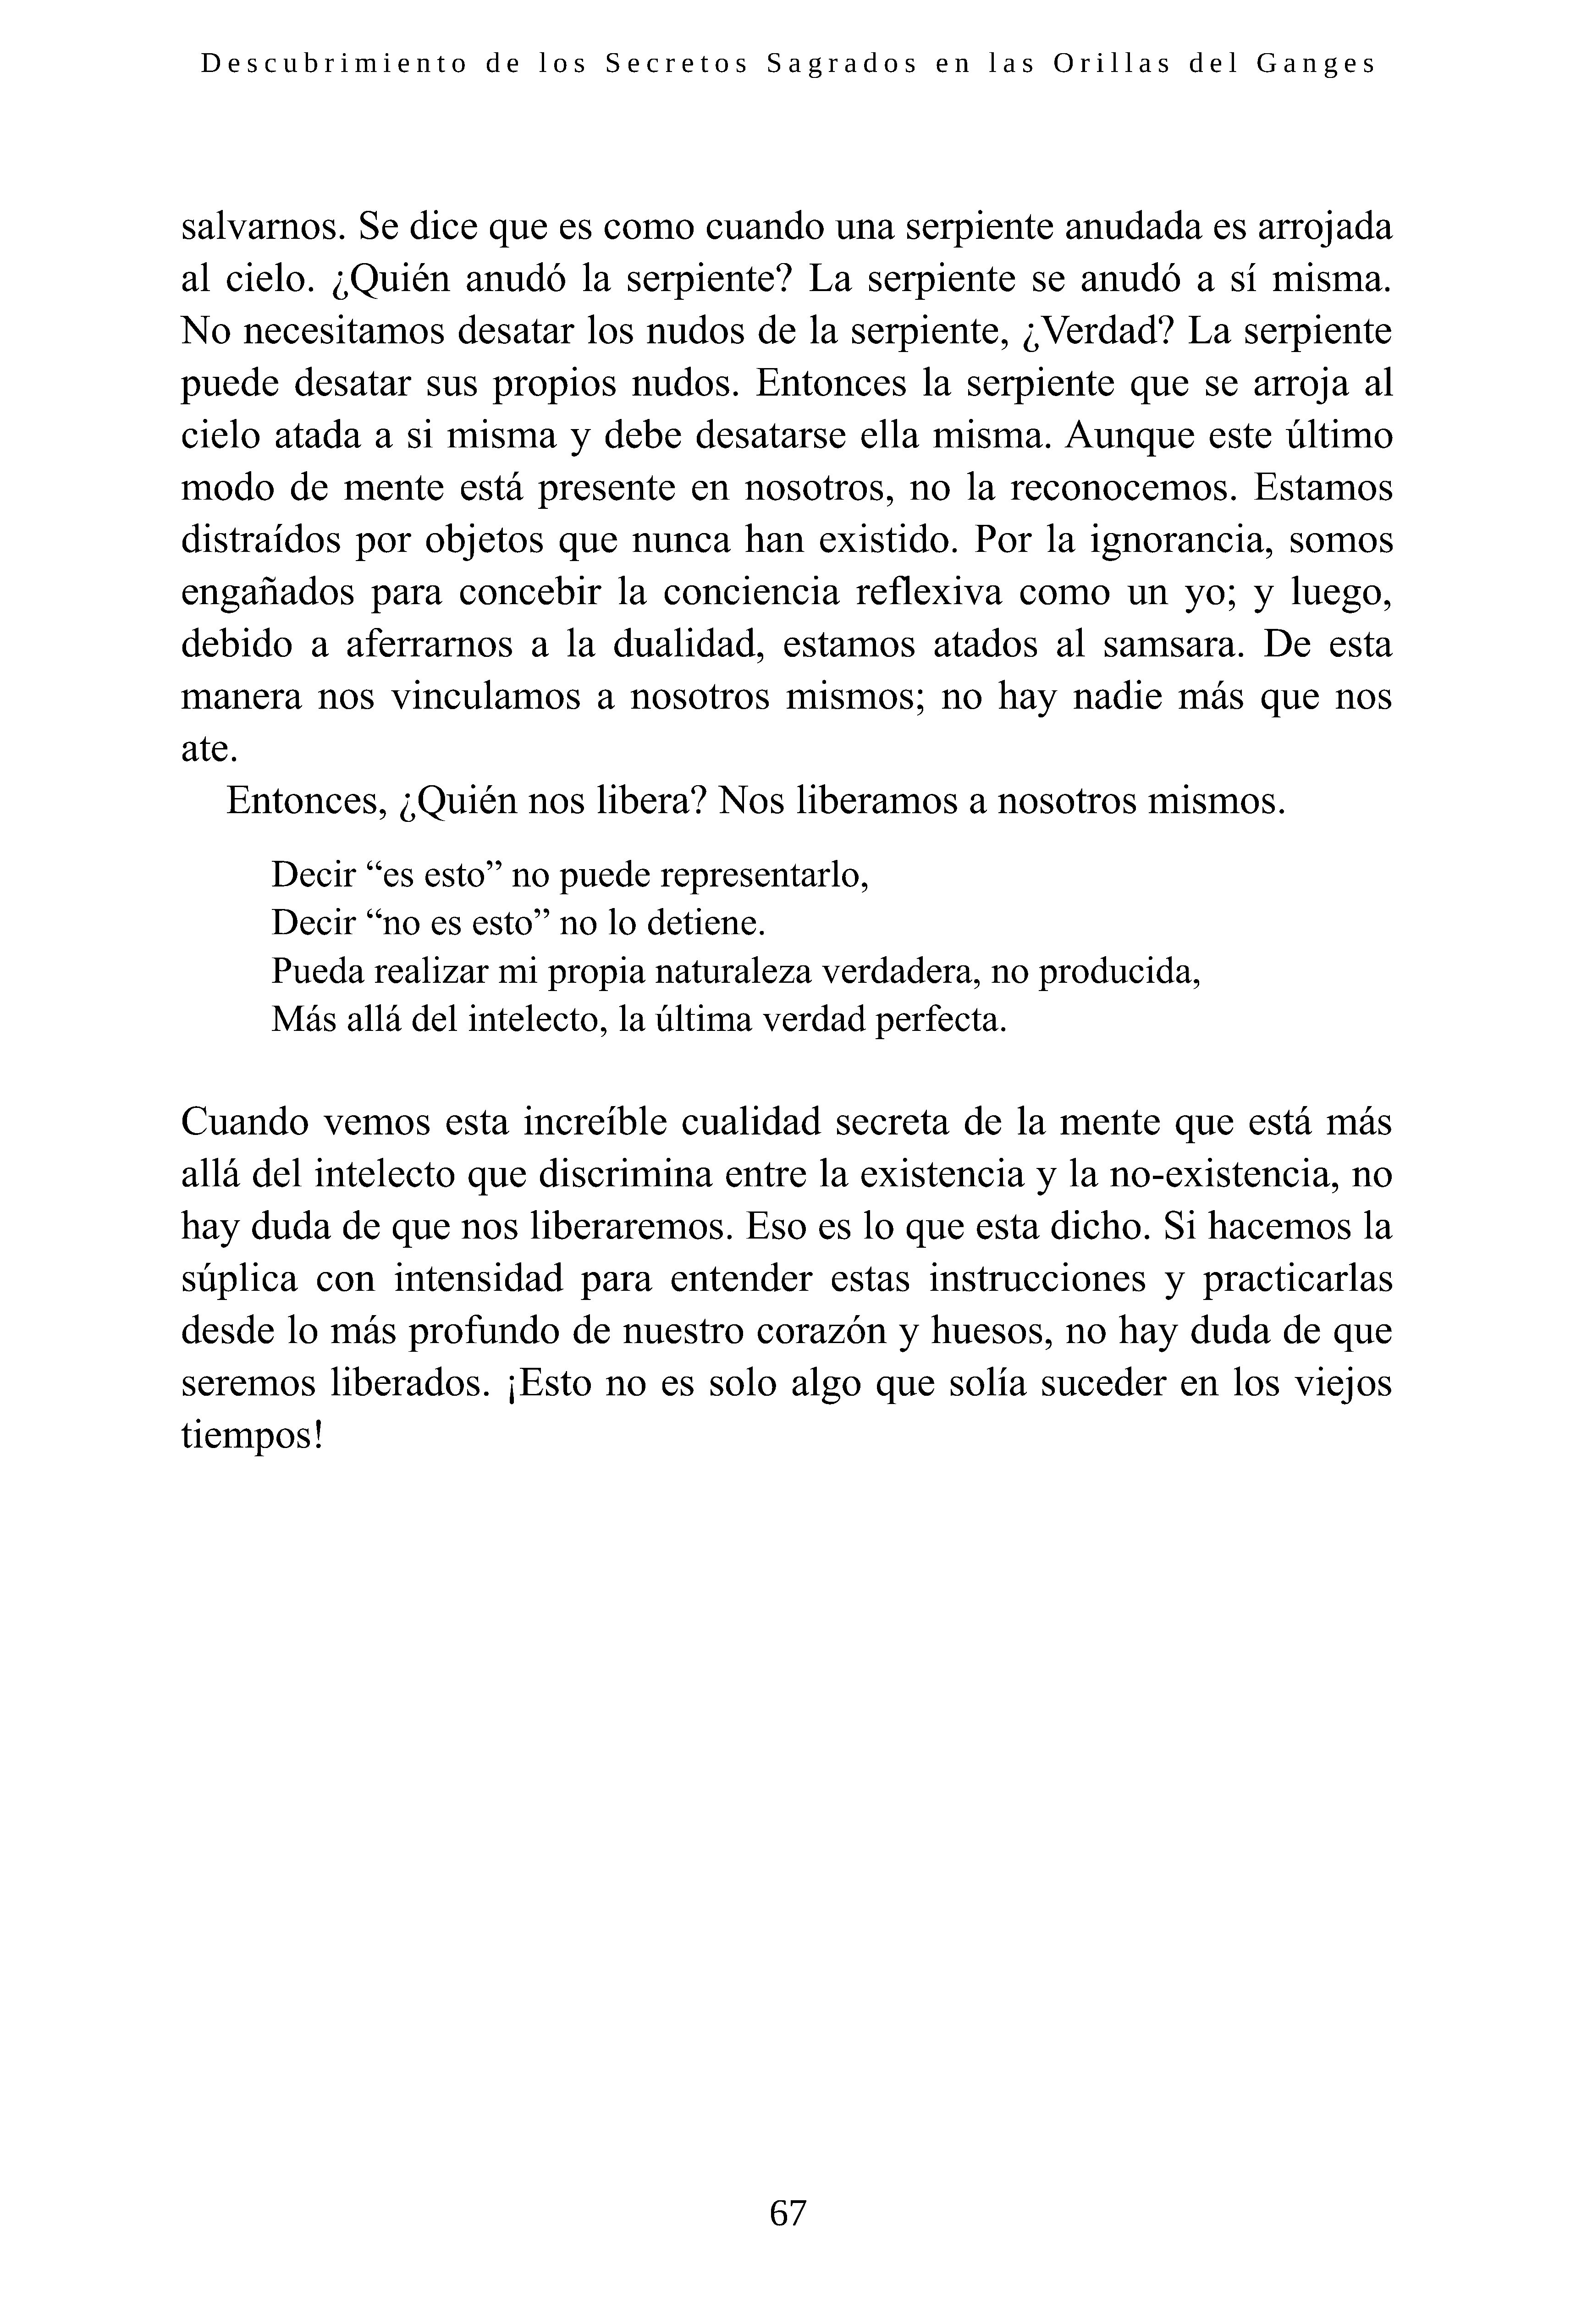 Descubrimiento de los Secretos Sagrados en las Orillas del Ganges
salvarnos. Se dice que es como cuando una serpiente anudada es arrojada
al cielo. ¿Quién anudó la serpiente? La serpiente se anudó a sí misma.
No necesitamos desatar los nudos de la serpiente, ¿Verdad? La serpiente
puede desatar sus propios nudos. Entonces la serpiente que se arroja al
cielo atada a si misma y debe desatarse ella misma. Aunque este último
modo de mente está presente en nosotros, no la reconocemos. Estamos
distraídos por objetos que nunca han existido. Por la ignorancia, somos
engañados para concebir la conciencia reflexiva como un yo; y luego,
debido a aferrarnos a la dualidad, estamos atados al samsara. De esta
manera nos vinculamos a nosotros mismos; no hay nadie más que nos
ate.
Entonces, ¿Quién nos libera? Nos liberamos a nosotros mismos.
Decir “es esto” no puede representarlo,
Decir “no es esto” no lo detiene.
Pueda realizar mi propia naturaleza verdadera, no producida,
Más allá del intelecto, la última verdad perfecta.
Cuando vemos esta increíble cualidad secreta de la mente que está más
allá del intelecto que discrimina entre la existencia y la no-existencia, no
hay duda de que nos liberaremos. Eso es lo que esta dicho. Si hacemos la
súplica con intensidad para entender estas instrucciones y practicarlas
desde lo más profundo de nuestro corazón y huesos, no hay duda de que
seremos liberados. ¡Esto no es solo algo que solía suceder en los viejos
tiempos!
67